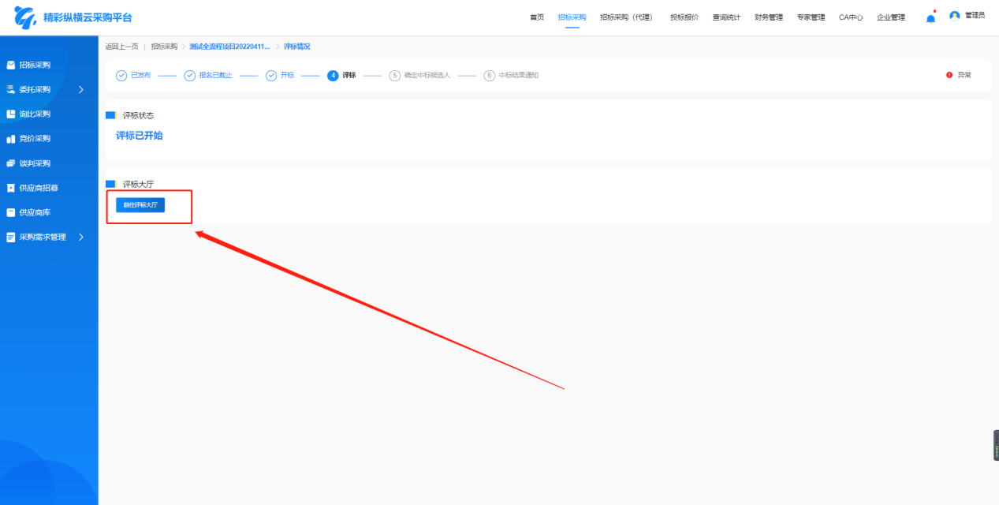 精彩纵横云采购平台
首页 招标采购 招标采购（代理） 投标报价 查询统计 财务管理 专家管理 CA中心 企业管理 管理员
返回上一页 | 招标采购 > 测试全流程项目20220411... > 评标情况
招标采购
委托采购
询比采购
竞价采购
谈判采购
供应商招募
供应商库
采购需求管理
已发布 报名已截止 开标 4 评标 5 确定中标候选人 6 中标结果通知 异常
评标状态
评标已开始
评标大厅
前往评标大厅